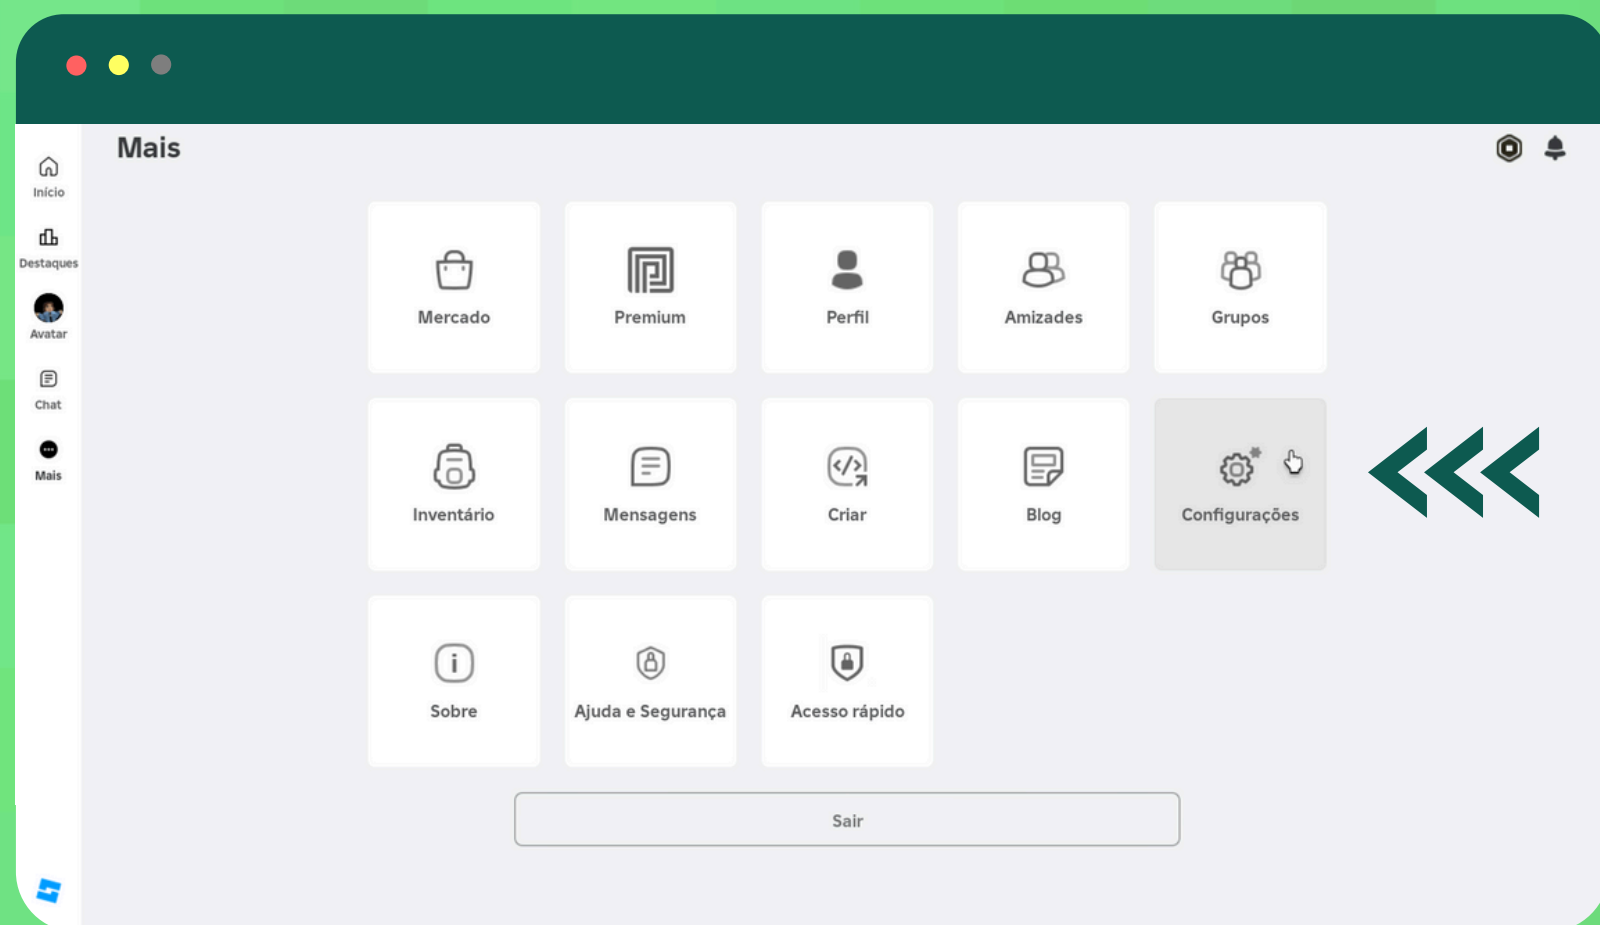 Mais
Início
Destaques
Avatar
Chat
Mais
Mercado
Premium
Perfil
Amizades
Grupos
Inventário
Mensagens
Criar
Blog
Configurações
Sobre
Ajuda e Segurança
Acesso rápido
Sair